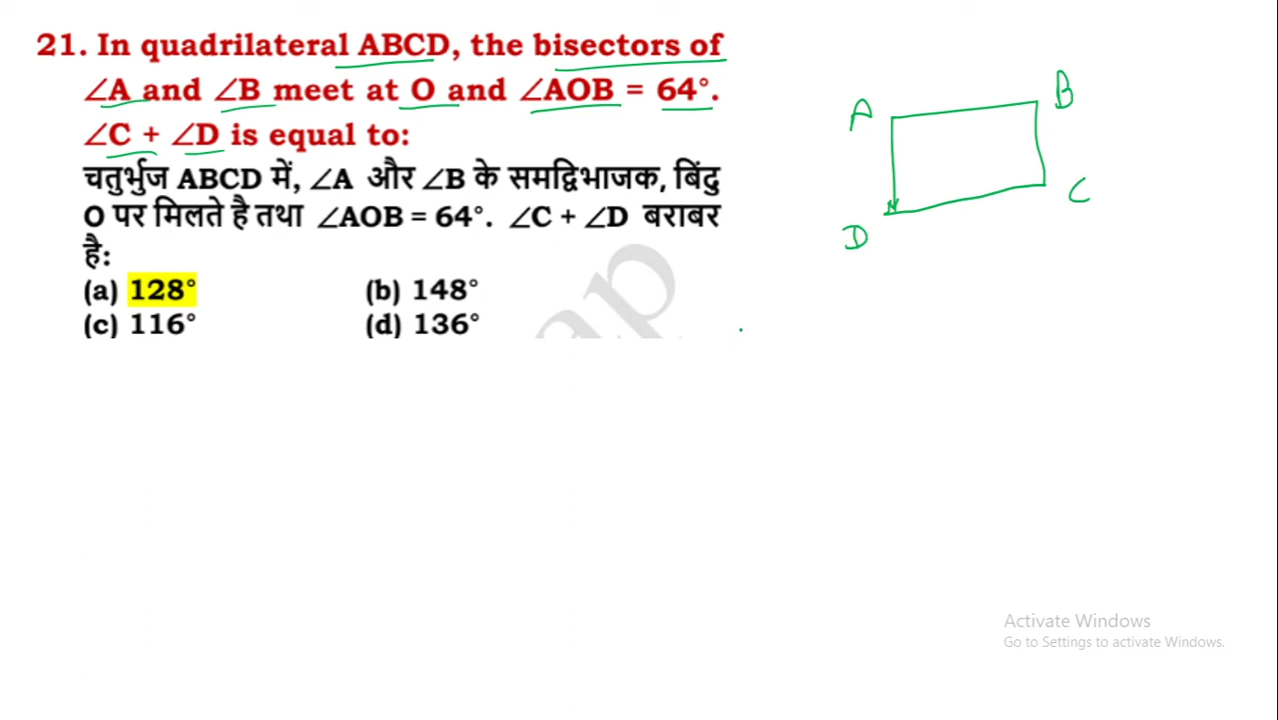 21. In quadrilateral ABCD, the bisectors of
∠A and ∠B meet at O and ∠AOB = 64°.
∠C + ∠D is equal to:
चतुर्भुज ABCD में, ∠A और ∠B के समद्विभाजक, बिंदु
O पर मिलते है तथा ∠AOB = 64°. ∠C + ∠D बराबर
है:
(a) 128° (b) 148°
(c) 116° (d) 136°
A B
D C
Activate Windows
Go to Settings to activate Windows.